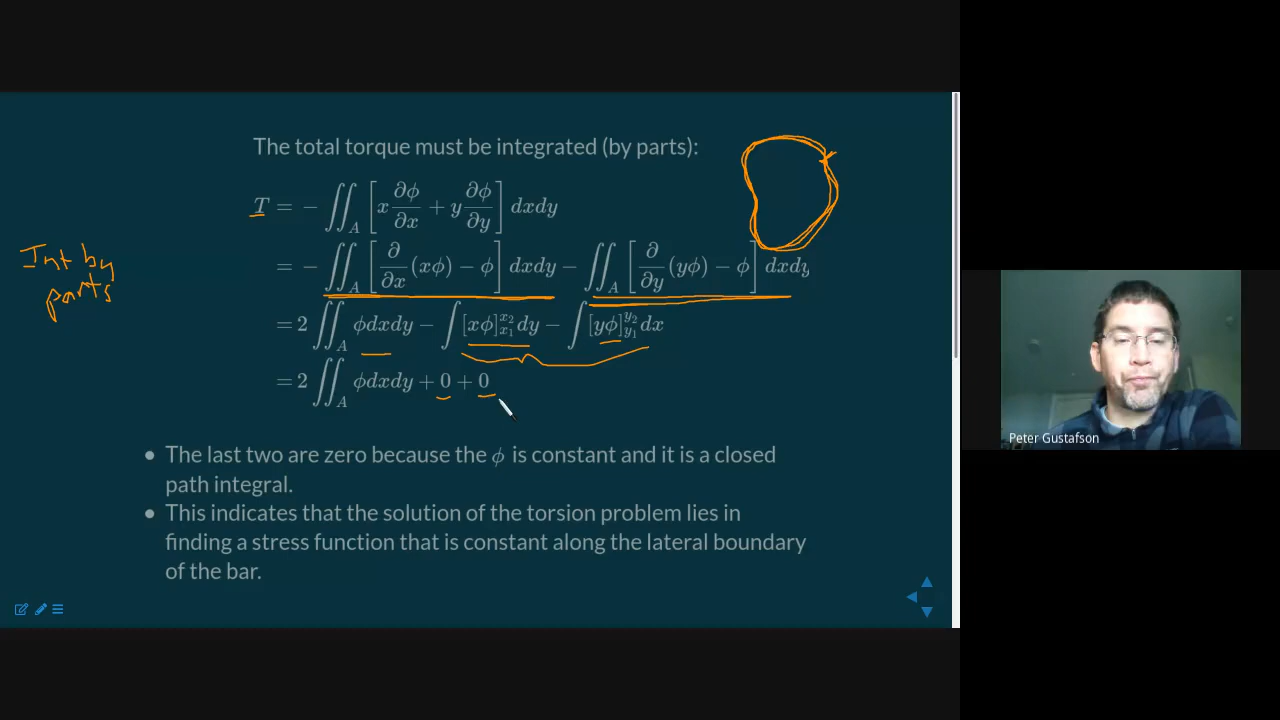 The total torque must be integrated (by parts):
T = − ∬_A [x ∂ϕ/∂x + y ∂ϕ/∂y] dxdy
= − ∬_A [∂/∂x (xϕ) − ϕ] dxdy − ∬_A [∂/∂y (yϕ) − ϕ] dxdy
Int by
parts
= 2 ∬_A ϕdxdy − ∫ [xϕ]_{x_1}^{x_2} dy − ∫ [yϕ]_{y_1}^{y_2} dx
= 2 ∬_A ϕdxdy + 0 + 0
• The last two are zero because the ϕ is constant and it is a closed
path integral.
• This indicates that the solution of the torsion problem lies in
finding a stress function that is constant along the lateral boundary
of the bar.
Peter Gustafson